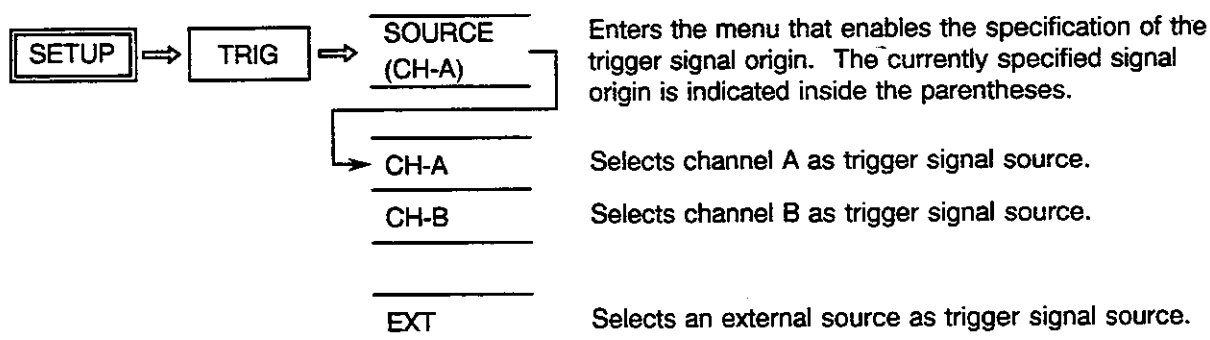 SETUP TRIG SOURCE (CH-A)
Enters the menu that enables the specification of the
trigger signal origin. The currently specified signal
origin is indicated inside the parentheses.
CH-A Selects channel A as trigger signal source.
CH-B Selects channel B as trigger signal source.
EXT Selects an external source as trigger signal source.